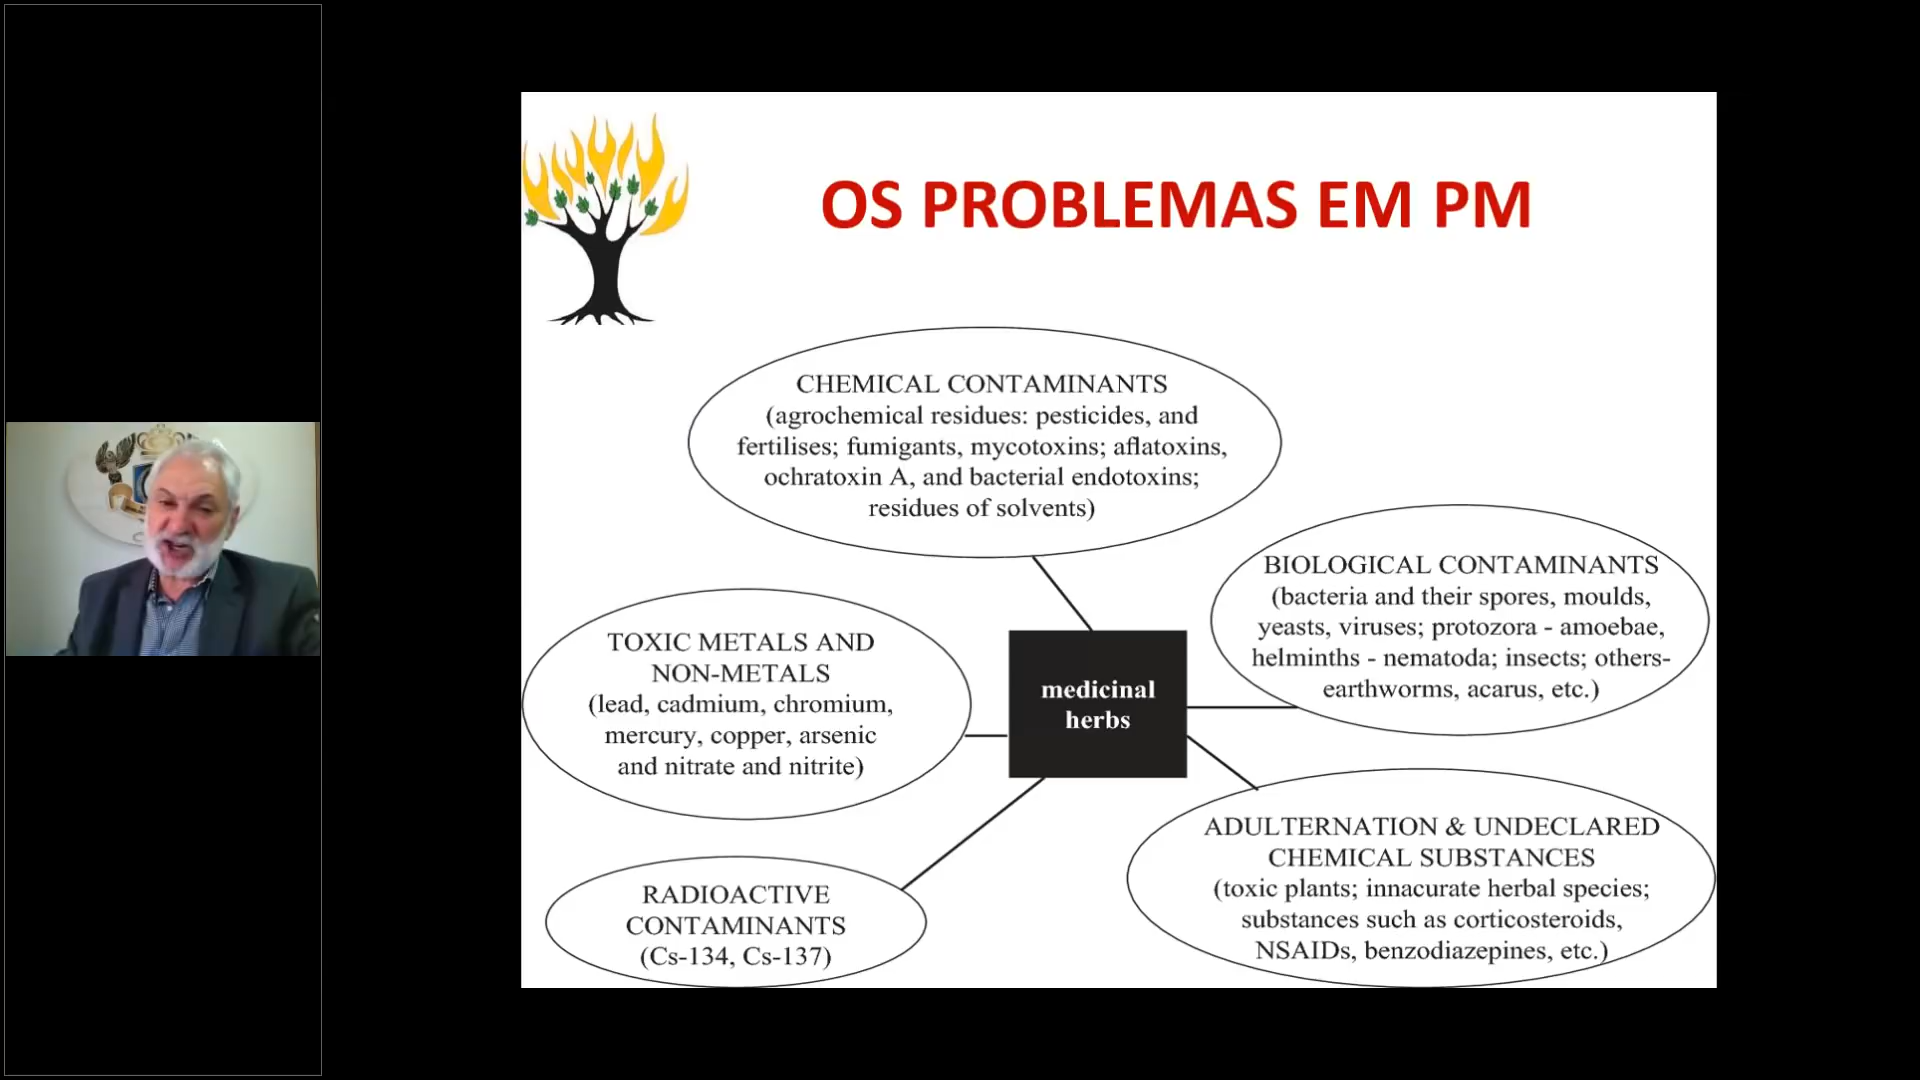 OS PROBLEMAS EM PM
CHEMICAL CONTAMINANTS
(agrochemical residues: pesticides, and
fertilises; fumigants, mycotoxins; aflatoxins,
ochratoxin A, and bacterial endotoxins;
residues of solvents)
BIOLOGICAL CONTAMINANTS
(bacteria and their spores, moulds,
yeasts, viruses; protozora - amoebae,
helminths - nematoda; insects; others-
earthworms, acarus, etc.)
TOXIC METALS AND
NON-METALS
(lead, cadmium, chromium,
mercury, copper, arsenic
and nitrate and nitrite)
medicinal
herbs
ADULTERNATION & UNDECLARED
CHEMICAL SUBSTANCES
(toxic plants; innacurate herbal species;
substances such as corticosteroids,
NSAIDs, benzodiazepines, etc.)
RADIOACTIVE
CONTAMINANTS
(Cs-134, Cs-137)